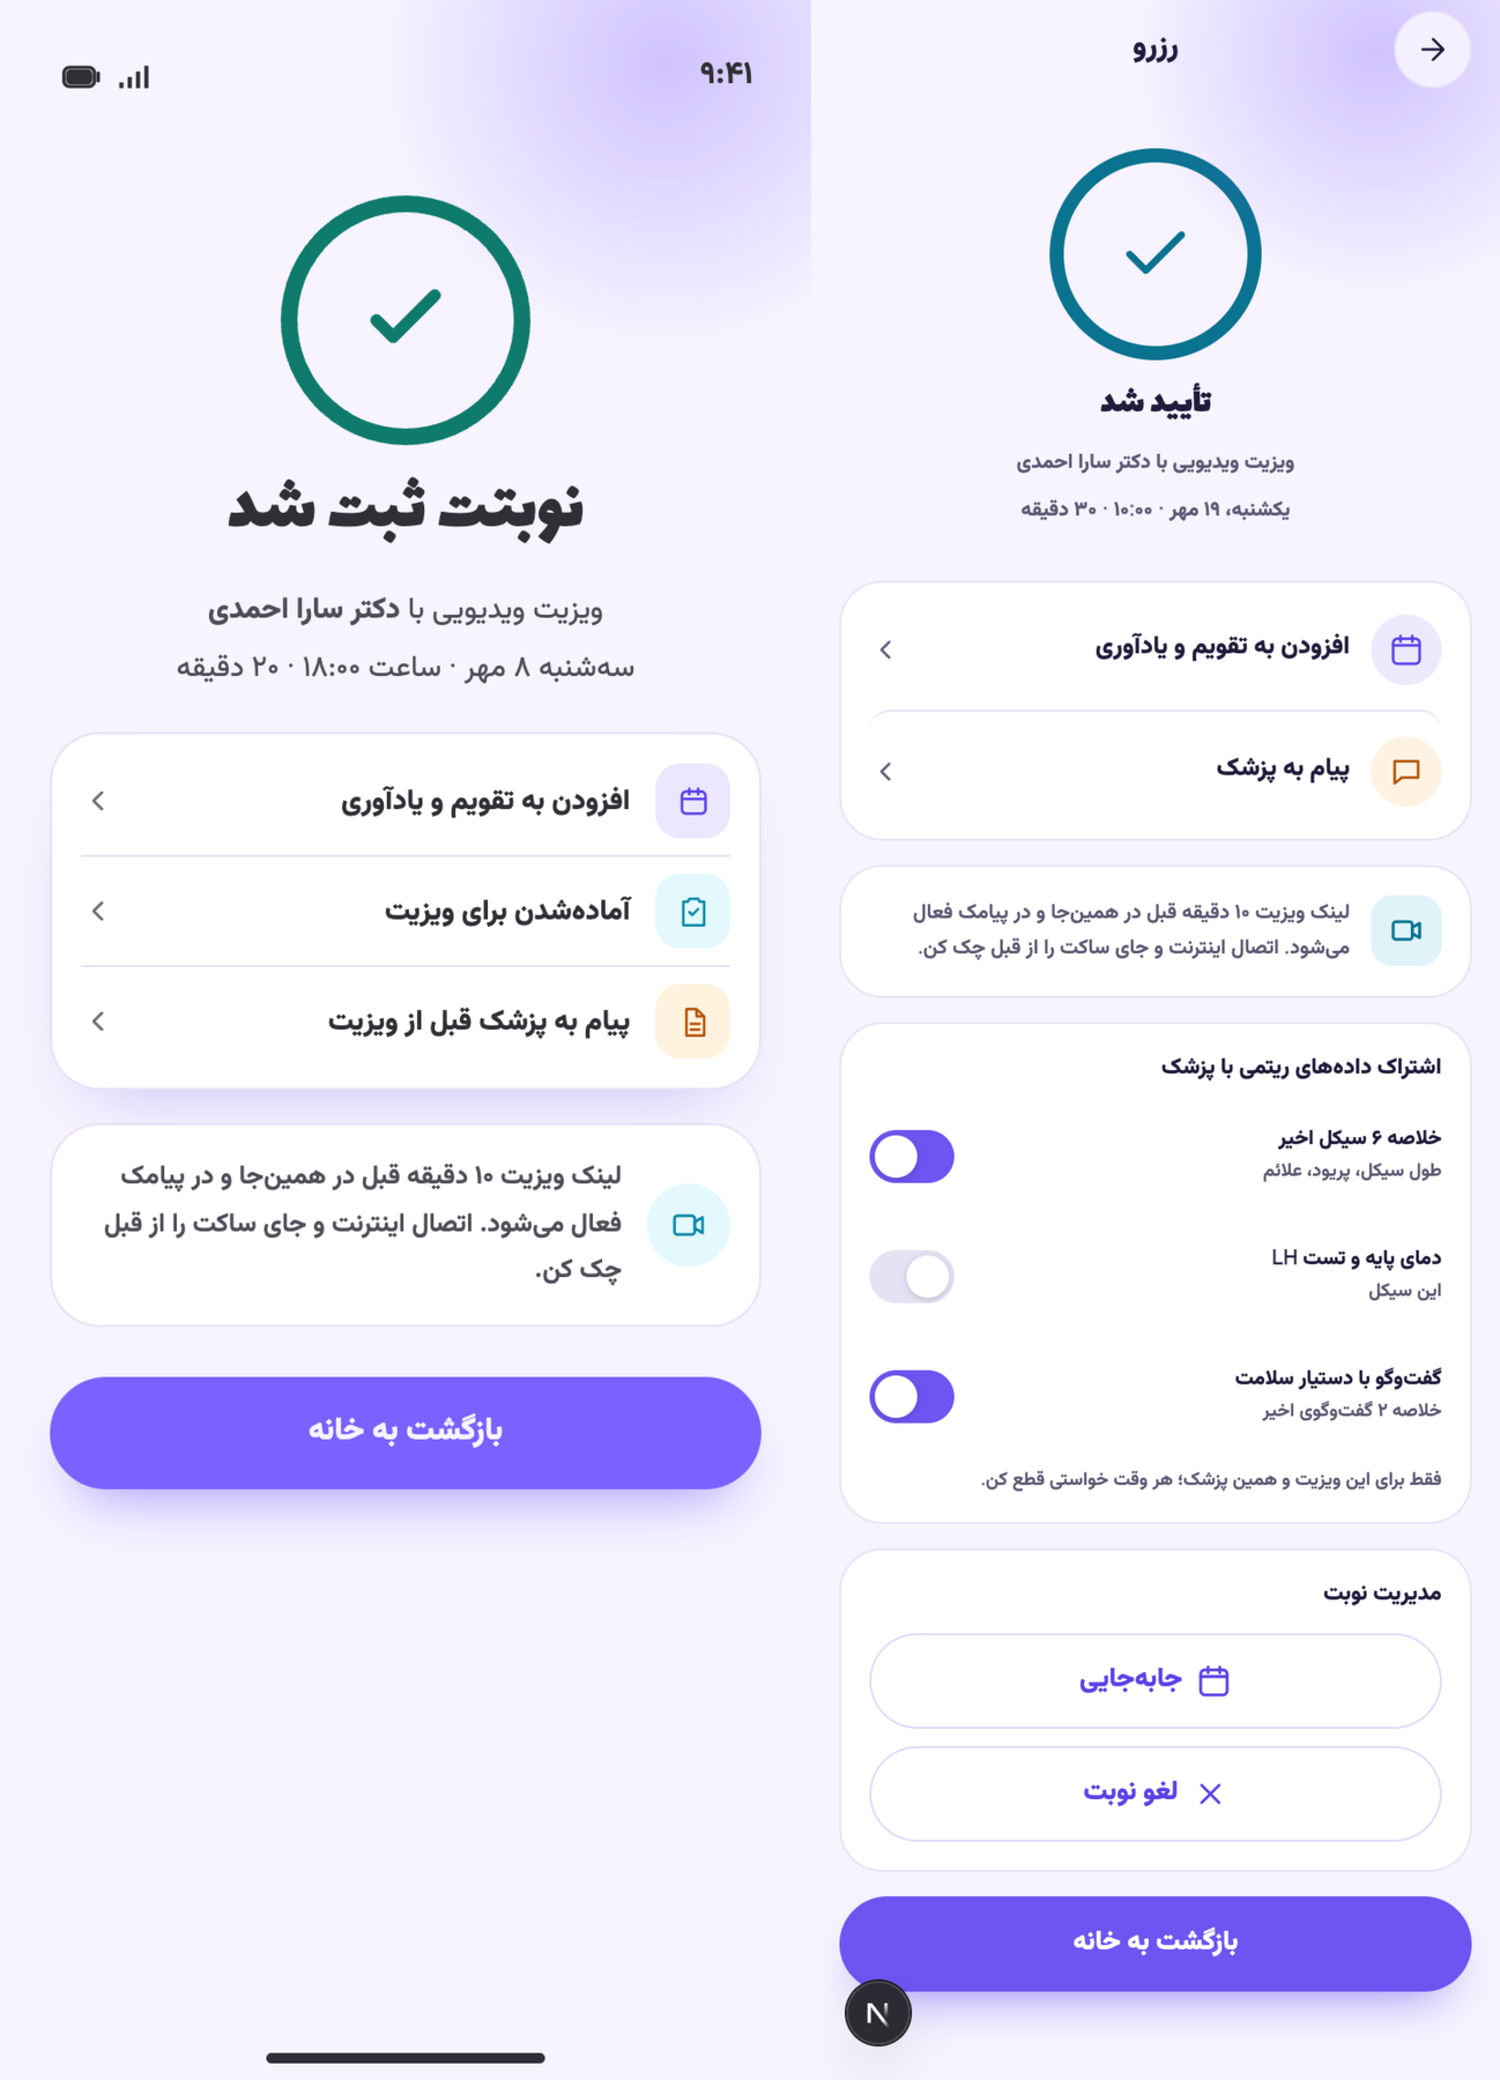 ۹:۴۱
نوبتت ثبت شد
ویزیت ویدیویی با دکتر سارا احمدی
سه‌شنبه ۸ مهر · ساعت ۱۸:۰۰ · ۲۰ دقیقه
افزودن به تقویم و یادآوری
آماده‌شدن برای ویزیت
پیام به پزشک قبل از ویزیت
لینک ویزیت ۱۰ دقیقه قبل در همین‌جا و در پیامک
فعال می‌شود. اتصال اینترنت و جای ساکت را از قبل
چک کن.
بازگشت به خانه
رزرو
تأیید شد
ویزیت ویدیویی با دکتر سارا احمدی
یکشنبه، ۱۹ مهر · ۱۰:۰۰ · ۳۰ دقیقه
افزودن به تقویم و یادآوری
پیام به پزشک
لینک ویزیت ۱۰ دقیقه قبل در همین‌جا و در پیامک فعال
می‌شود. اتصال اینترنت و جای ساکت را از قبل چک کن.
اشتراک داده‌های ریتمی با پزشک
خلاصه ۶ سیکل اخیر
طول سیکل، پریود، علائم
دمای پایه و تست LH
این سیکل
گفت‌وگو با دستیار سلامت
خلاصه ۲ گفت‌وگوی اخیر
فقط برای این ویزیت و همین پزشک؛ هر وقت خواستی قطع کن.
مدیریت نوبت
جابه‌جایی
لغو نوبت
بازگشت به خانه
N